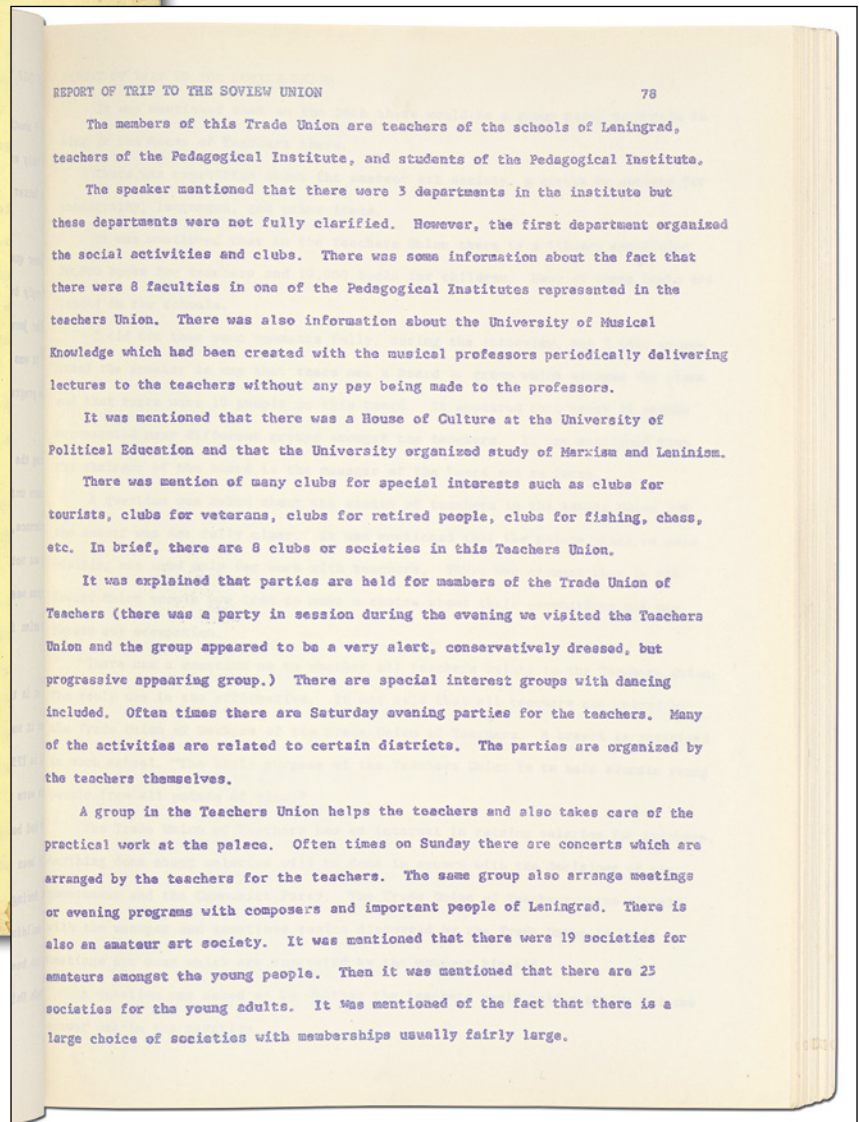 REPORT OF TRIP TO THE SOVIEW UNION 78
The members of this Trade Union are teachers of the schools of Leningrad,
teachers of the Pedagogical Institute, and students of the Pedagogical Institute.
The speaker mentioned that there were 3 departments in the institute but
these departments were not fully clarified. However, the first department organized
the social activities and clubs. There was some information about the fact that
there were 8 faculties in one of the Pedagogical Institutes represented in the
teachers Union. There was also information about the University of Musical
Knowledge which had been created with the musical professors periodically delivering
lectures to the teachers without any pay being made to the professors.
It was mentioned that there was a House of Culture at the University of
Political Education and that the University organized study of Marxism and Leninism.
There was mention of many clubs for special interests such as clubs for
tourists, clubs for veterans, clubs for retired people, clubs for fishing, chess,
etc. In brief, there are 8 clubs or societies in this Teachers Union.
It was explained that parties are held for members of the Trade Union of
Teachers (there was a party in session during the evening we visited the Teachers
Union and the group appeared to be a very alert, conservatively dressed, but
progressive appearing group.) There are special interest groups with dancing
included. Often times there are Saturday evening parties for the teachers. Many
of the activities are related to certain districts. The parties are organized by
the teachers themselves.
A group in the Teachers Union helps the teachers and also takes care of the
practical work at the palace. Often times on Sunday there are concerts which are
arranged by the teachers for the teachers. The same group also arrange meetings
or evening programs with composers and important people of Leningrad. There is
also an amateur art society. It was mentioned that there were 19 societies for
amateurs amongst the young people. Then it was mentioned that there are 25
societies for the young adults. It Was mentioned of the fact that there is a
large choice of societies with memberships usually fairly large.